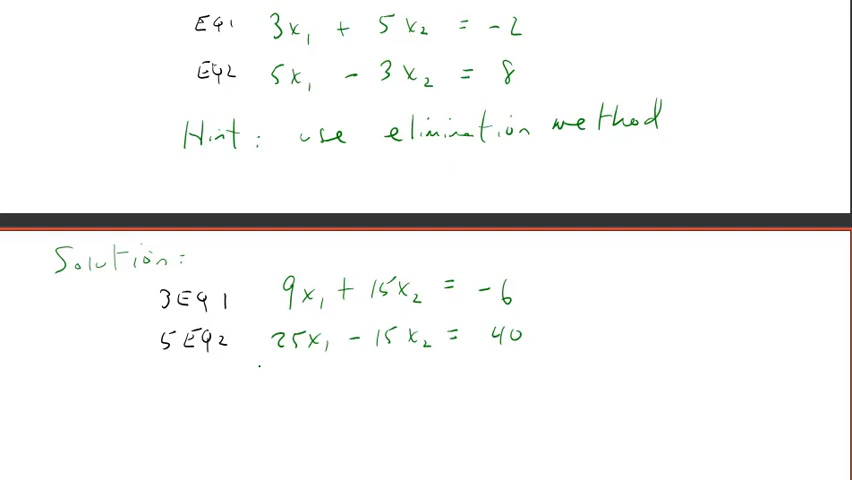 EQ1 3x₁ + 5x₂ = -2
EQ2 5x₁ - 3x₂ = 8
Hint: use elimination method
Solution:
3EQ1 9x₁ + 15x₂ = -6
5EQ2 25x₁ - 15x₂ = 40